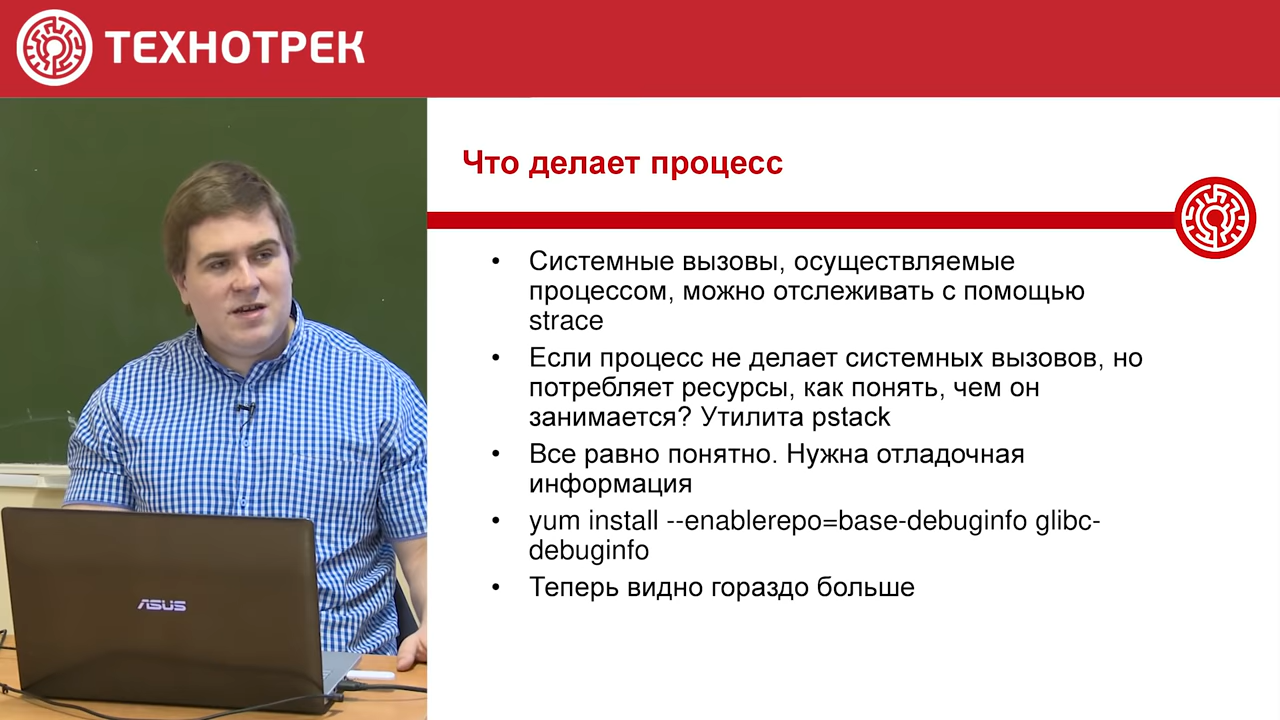 ТЕХНОТРЕК
Что делает процесс
• Системные вызовы, осуществляемые
процессом, можно отслеживать с помощью
strace
• Если процесс не делает системных вызовов, но
потребляет ресурсы, как понять, чем он
занимается? Утилита pstack
• Все равно понятно. Нужна отладочная
информация
• yum install --enablerepo=base-debuginfo glibc-
debuginfo
• Теперь видно гораздо больше
ASUS